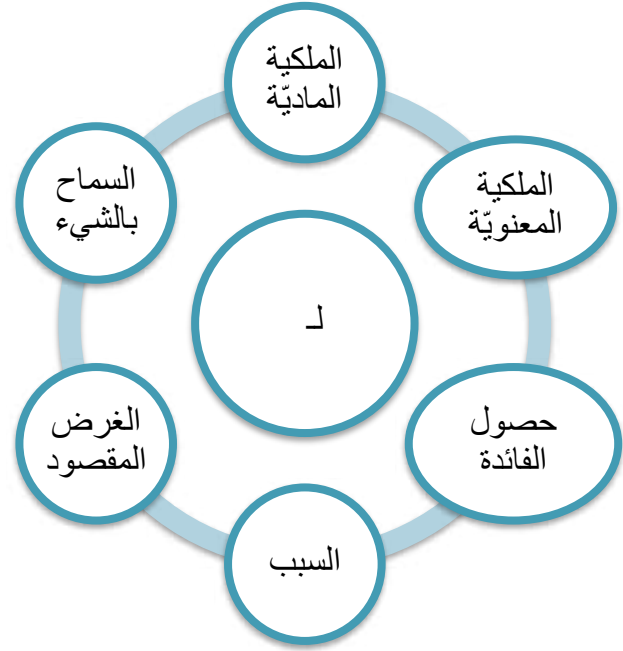 الملكية
الماديّة
الملكية
المعنويّة
حصول
الفائدة
السبب
الغرض
المقصود
السماح
بالشيء
لـ